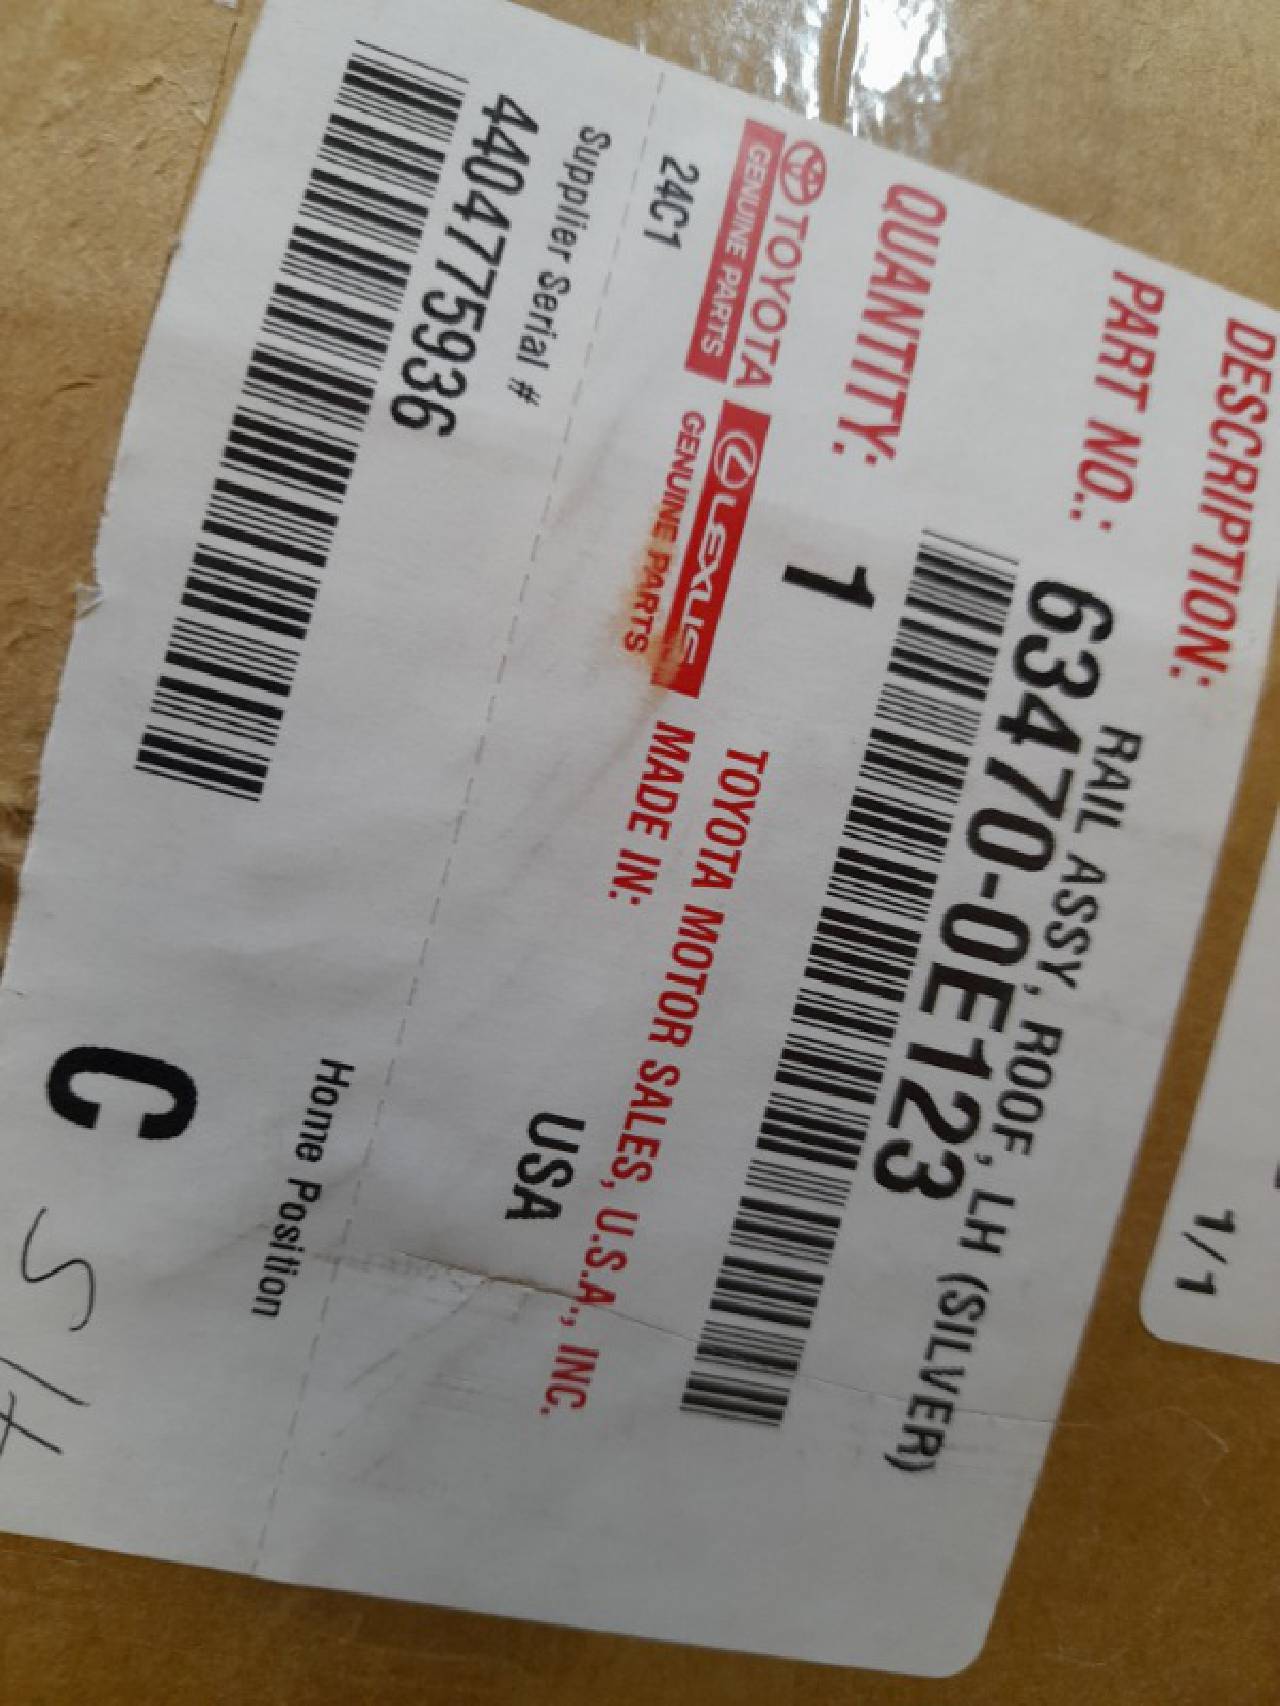 DESCRIPTION: RAIL ASSY, ROOF, LH (SILVER)
PART NO.: 63470-0E123
QUANTITY: 1
TOYOTA
GENUINE PARTS
LEXUS
GENUINE PARTS
TOYOTA MOTOR SALES, U.S.A., INC.
24C1
MADE IN: USA
Supplier Serial #
4404775936
Home Position
C
1/1